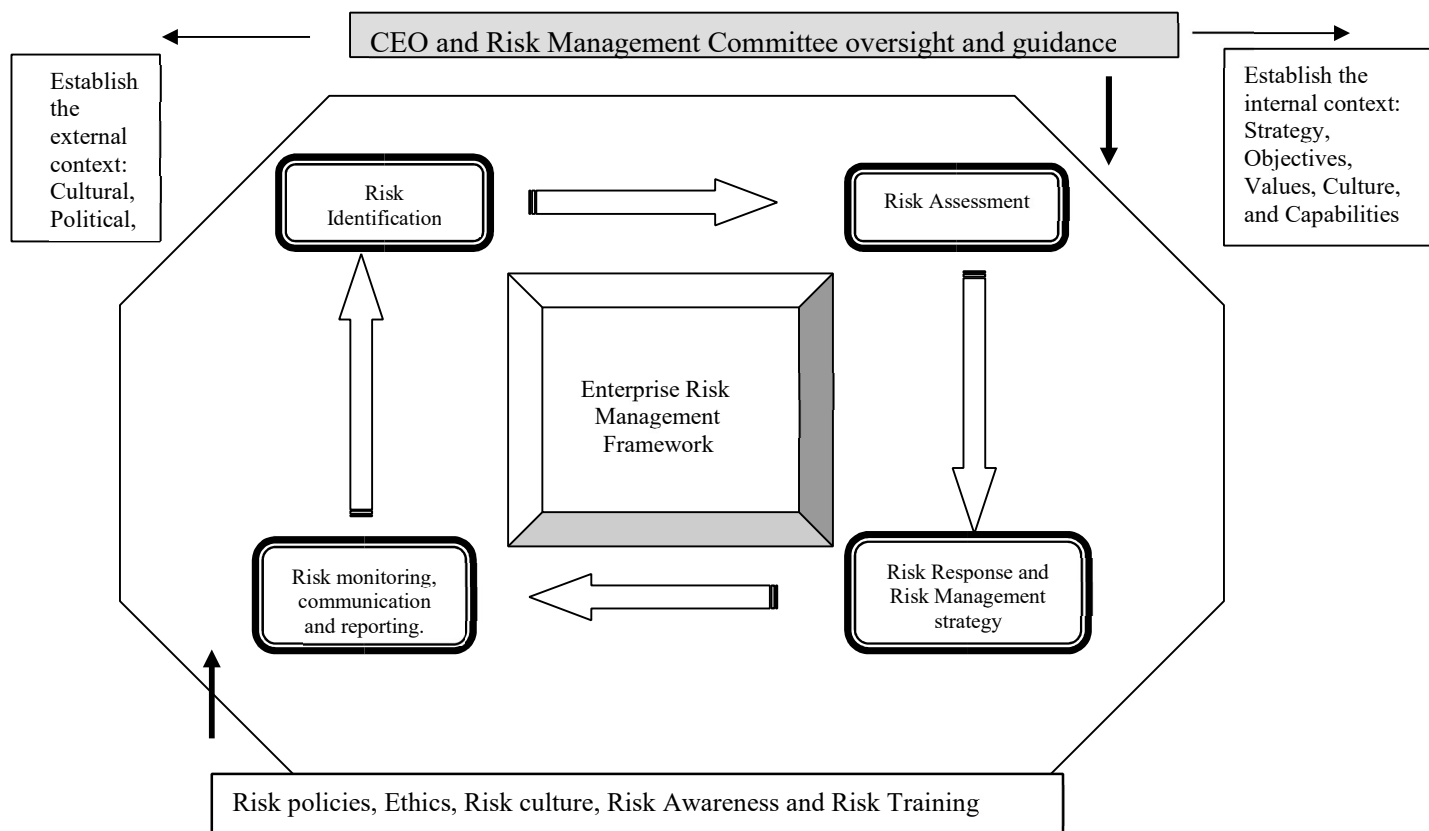 CEO and Risk Management Committee oversight and guidance
Establish
the
external
context:
Cultural,
Political,
Establish the
internal context:
Strategy,
Objectives,
Values, Culture,
and Capabilities
Risk
Identification
Risk Assessment
Enterprise Risk
Management
Framework
Risk monitoring,
communication
and reporting.
Risk Response and
Risk Management
strategy
Risk policies, Ethics, Risk culture, Risk Awareness and Risk Training